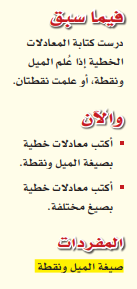 فيما سبق
درست كتابة المعادلات
الخطية إذا عُلم الميل
ونقطة، أو علمت نقطتان.
والآن
أكتب معادلات خطية
بصيغة الميل ونقطة.
أكتب معادلات خطية
بصيغ مختلفة.
المفردات
صيغة الميل ونقطة